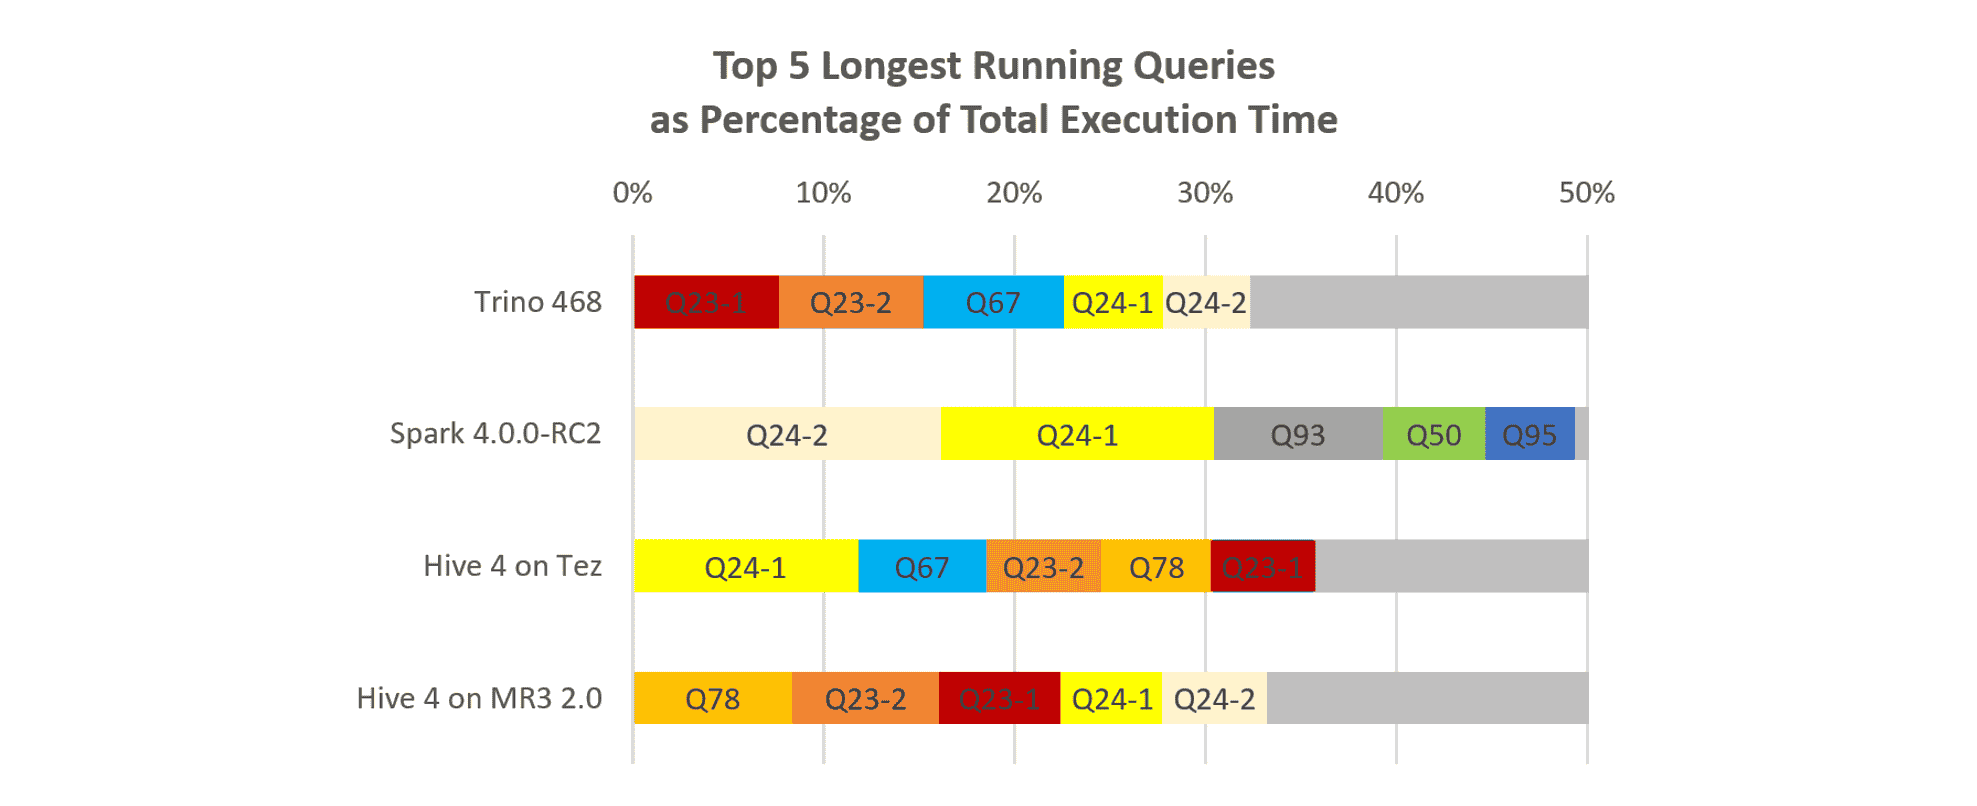 Top 5 Longest Running Queries
as Percentage of Total Execution Time
0% 10% 20% 30% 40% 50%
Trino 468 Q23-1 Q23-2 Q67 Q24-1 Q24-2
Spark 4.0.0-RC2 Q24-2 Q24-1 Q93 Q50 Q95
Hive 4 on Tez Q24-1 Q67 Q23-2 Q78 Q23-1
Hive 4 on MR3 2.0 Q78 Q23-2 Q23-1 Q24-1 Q24-2